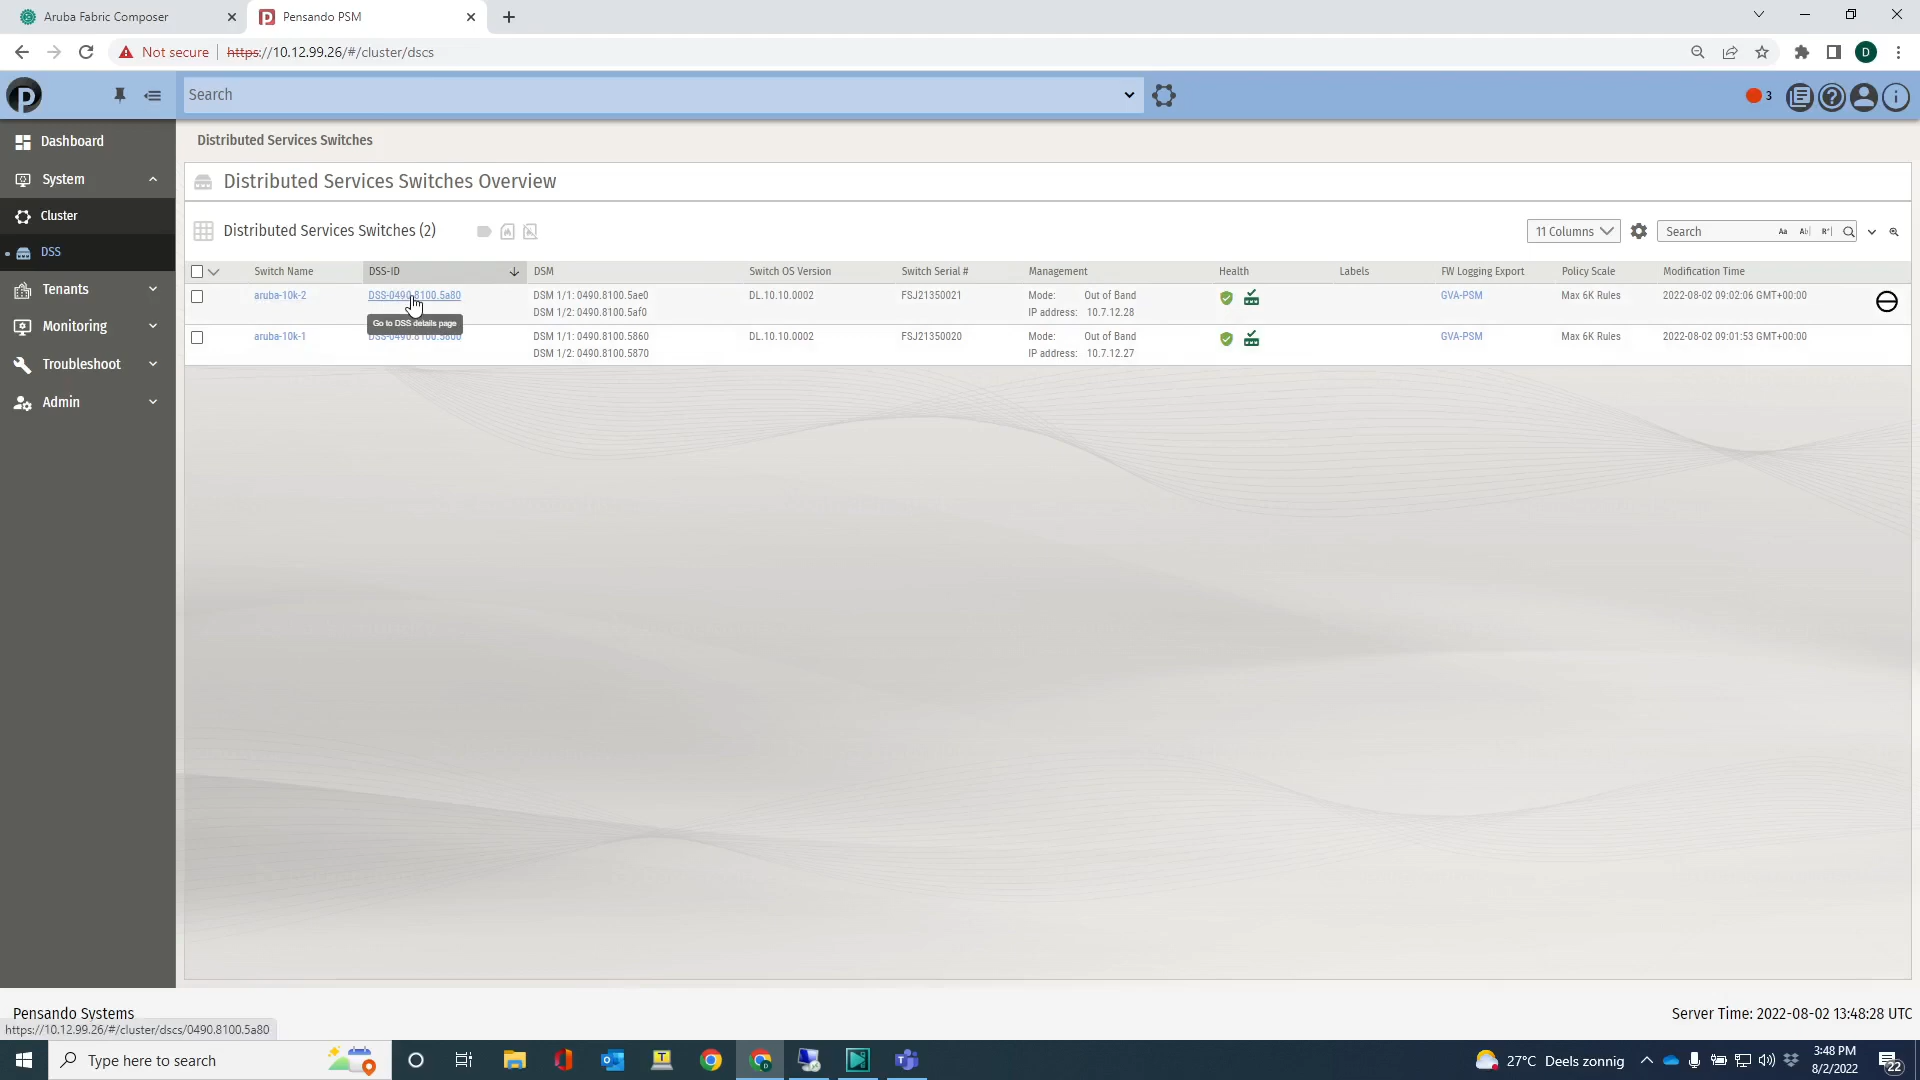 Aruba Fabric Composer
Pensando PSM
Not secure
https://10.12.99.26/#/cluster/dscs
D
Search
3
Dashboard
System
Cluster
DSS
Tenants
Monitoring
Troubleshoot
Admin
Distributed Services Switches
Distributed Services Switches Overview
Distributed Services Switches (2)
11 Columns
Search
Switch Name DSS-ID DSM Switch OS Version Switch Serial # Management Health Labels FW Logging Export Policy Scale Modification Time
aruba-10k-2 DSS-0490.8100.5a80 DSM 1/1: 0490.8100.5ae0 DL.10.10.0002 FSJ21350021 Mode: Out of Band GVA-PSM Max 6K Rules 2022-08-02 09:02:06 GMT+00:00
DSM 1/2: 0490.8100.5af0 IP address: 10.7.12.28
Go to DSS details page
aruba-10k-1 DSS-0490.8100.5800 DSM 1/1: 0490.8100.5860 DL.10.10.0002 FSJ21350020 Mode: Out of Band GVA-PSM Max 6K Rules 2022-08-02 09:01:53 GMT+00:00
DSM 1/2: 0490.8100.5870 IP address: 10.7.12.27
Pensando Systems
Server Time: 2022-08-02 13:48:28 UTC
https://10.12.99.26/#/cluster/dscs/0490.8100.5a80
Type here to search
27°C Deels zonnig
3:48 PM
8/2/2022
22